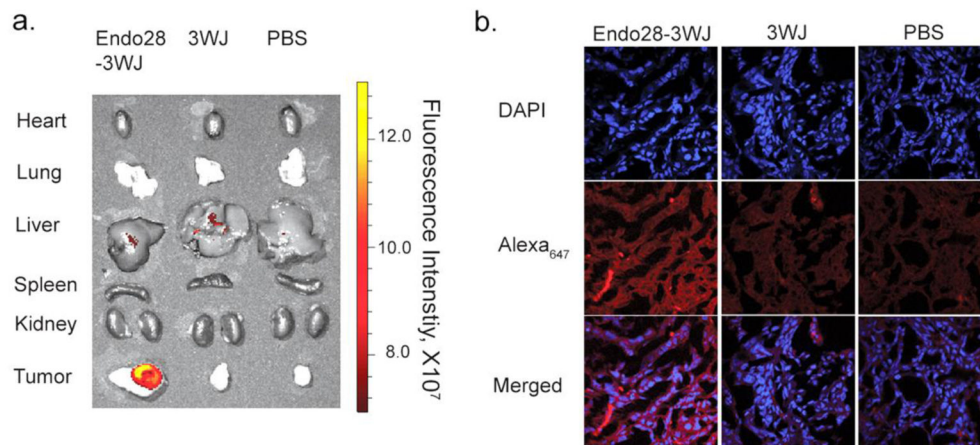 a.
Endo28
-3WJ
3WJ
PBS
Heart
Lung
Liver
Spleen
Kidney
Tumor
12.0
10.0
8.0
Fluorescence Intenstiy, X10⁷
b.
Endo28-3WJ
3WJ
PBS
DAPI
Alexa₆₄₇
Merged